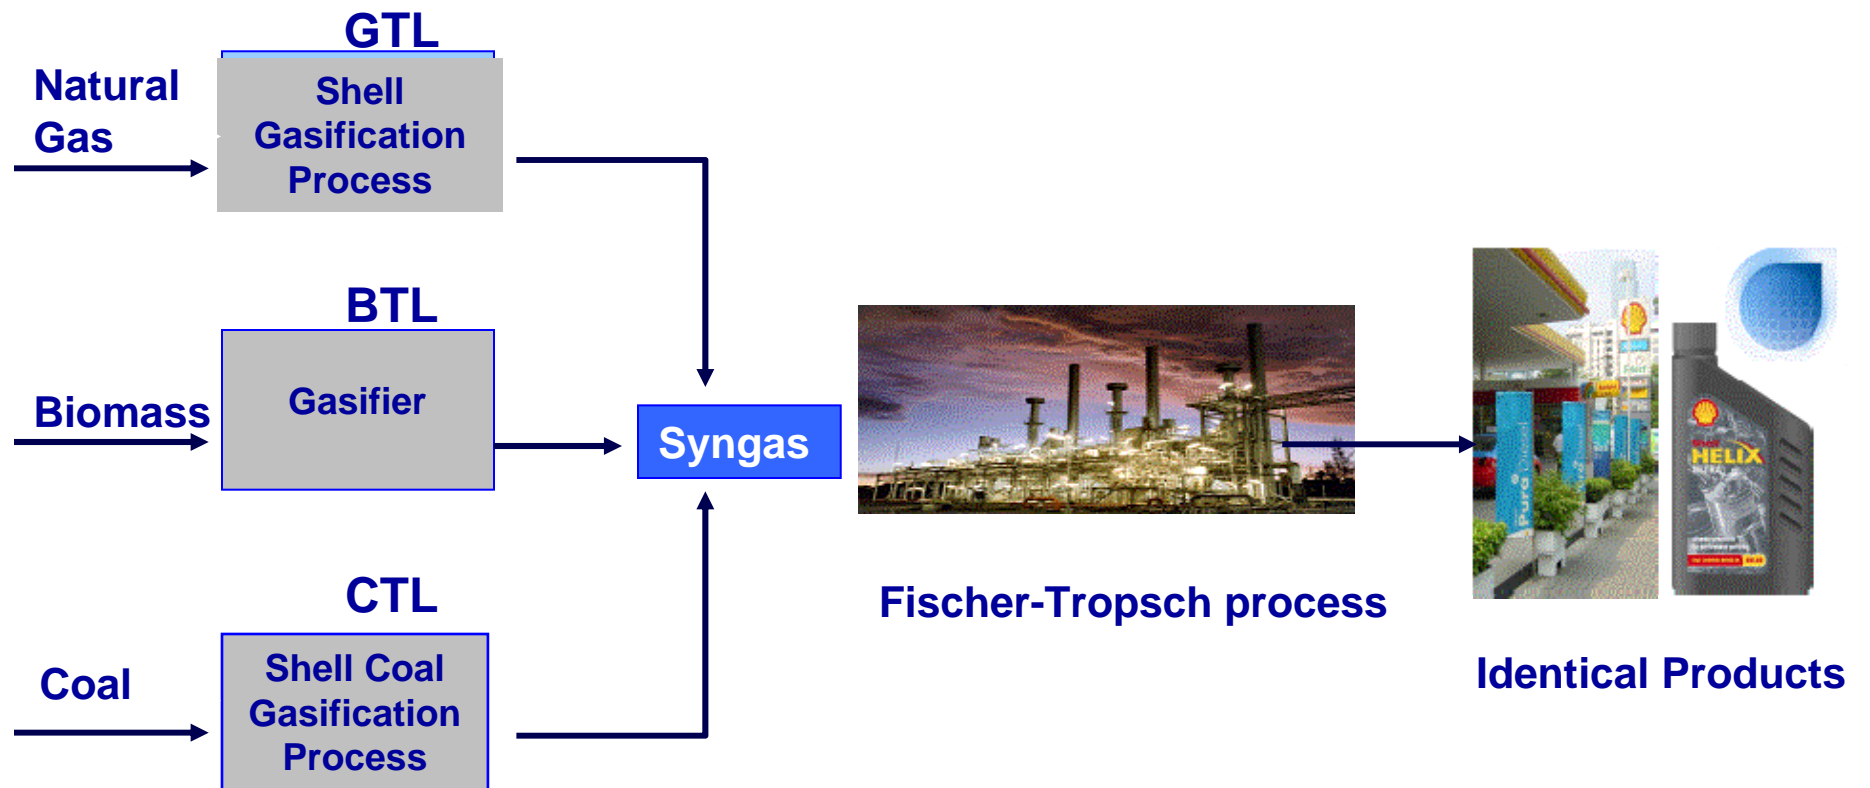 GTL
Natural
Gas
Shell
Gasification
Process
BTL
Biomass
Gasifier
Syngas
CTL
Coal
Shell Coal
Gasification
Process
Fischer-Tropsch process
Pura
HELIX
Identical Products